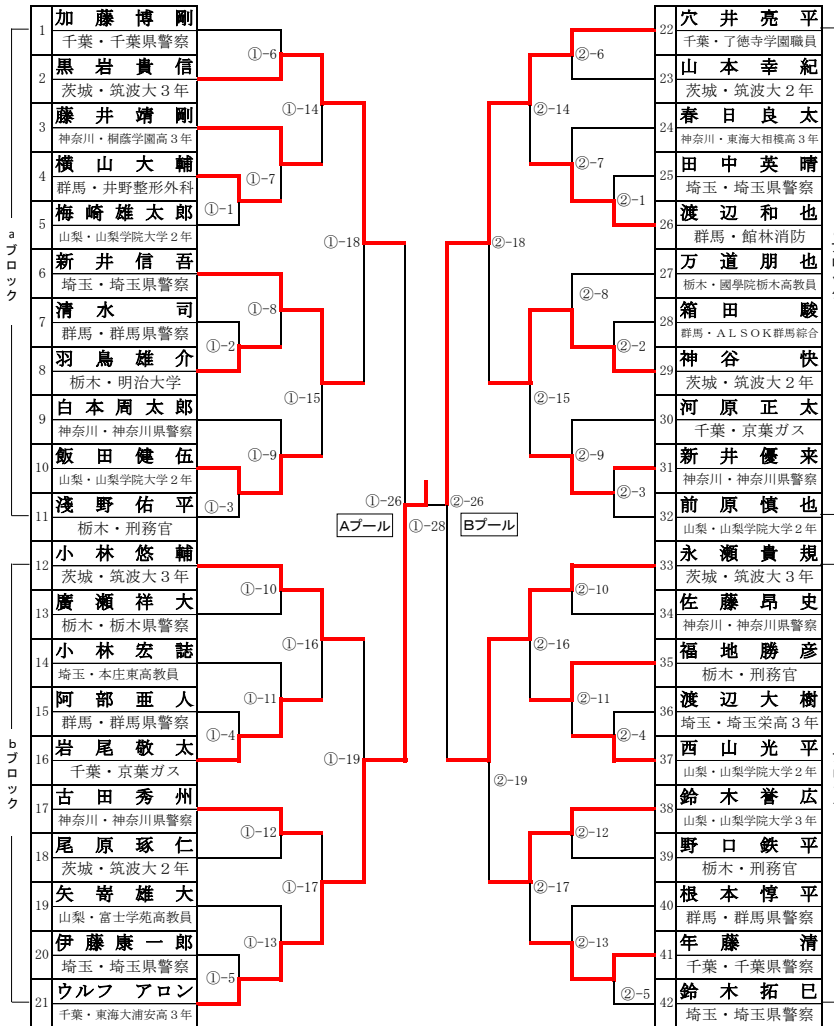 aブロック
1
加藤博剛
千葉・千葉県警察
2
黒岩貴信
茨城・筑波大3年
3
藤井靖剛
神奈川・桐蔭学園高3年
4
横山大輔
群馬・井野整形外科
5
梅崎雄太郎
山梨・山梨学院大学2年
6
新井信吾
埼玉・埼玉県警察
7
清水司
群馬・群馬県警察
8
羽鳥雄介
栃木・明治大学
9
白本周太郎
神奈川・神奈川県警察
10
飯田健伍
山梨・山梨学院大学2年
11
淺野佑平
栃木・刑務官
bブロック
12
小林悠輔
茨城・筑波大3年
13
廣瀬祥大
栃木・栃木県警察
14
小林宏誌
埼玉・本庄東高教員
15
阿部亜人
群馬・群馬県警察
16
岩尾敬太
千葉・京葉ガス
17
古田秀州
神奈川・神奈川県警察
18
尾原琢仁
茨城・筑波大2年
19
矢嵜雄大
山梨・富士学苑高教員
20
伊藤康一郎
埼玉・埼玉県警察
21
ウルフ アロン
千葉・東海大浦安高3年
①-6
①-14
①-7
①-1
①-18
①-8
①-2
①-15
①-9
①-3
①-26
Aプール
①-28
①-10
①-16
①-11
①-4
①-19
①-12
①-17
①-13
①-5
②-6
②-14
②-7
②-1
②-18
②-8
②-2
②-15
②-9
②-3
②-26
Bプール
②-10
②-16
②-11
②-4
②-19
②-12
②-17
②-13
②-5
22
穴井亮平
千葉・了徳寺学園職員
23
山本幸紀
茨城・筑波大2年
24
春日良太
神奈川・東海大相模高3年
25
田中英晴
埼玉・埼玉県警察
26
渡辺和也
群馬・館林消防
27
万道朋也
栃木・國學院栃木高教員
28
箱田駿
群馬・ALSOK群馬綜合
29
神谷快
茨城・筑波大2年
30
河原正太
千葉・京葉ガス
31
新井優来
神奈川・神奈川県警察
32
前原慎也
山梨・山梨学院大学2年
33
永瀬貴規
茨城・筑波大3年
34
佐藤昂史
神奈川・神奈川県警察
35
福地勝彦
栃木・刑務官
36
渡辺大樹
埼玉・埼玉栄高3年
37
西山光平
山梨・山梨学院大学2年
38
鈴木誉広
山梨・山梨学院大学3年
39
野口鉄平
栃木・刑務官
40
根本惇平
群馬・群馬県警察
41
年藤清
千葉・千葉県警察
42
鈴木拓巳
埼玉・埼玉県警察